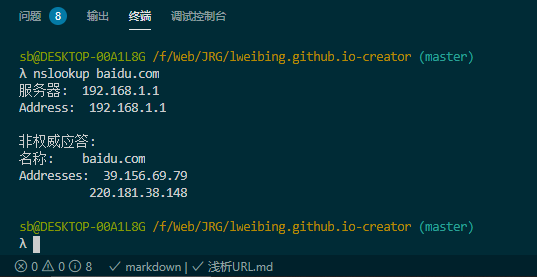 问题 8 输出 终端 调试控制台
sb@DESKTOP-00A1L8G /f/Web/JRG/lweibing.github.io-creator (master)
λ nslookup baidu.com
服务器: 192.168.1.1
Address: 192.168.1.1
非权威应答:
名称: baidu.com
Addresses: 39.156.69.79
220.181.38.148
sb@DESKTOP-00A1L8G /f/Web/JRG/lweibing.github.io-creator (master)
λ
0 0 8 markdown | 浅析URL.md